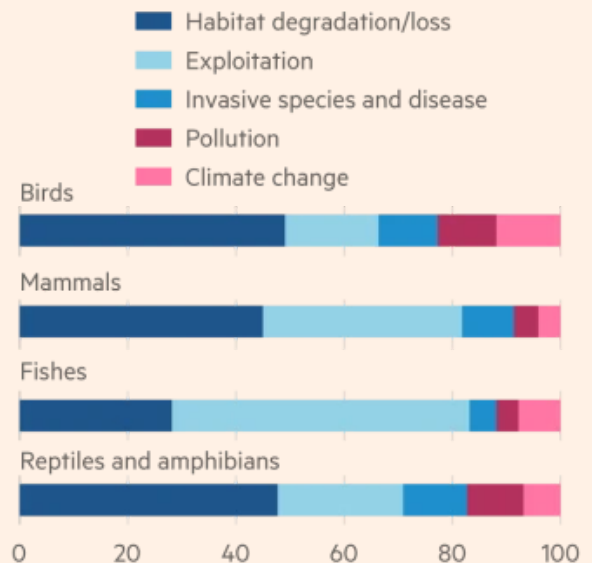 Habitat degradation/loss
Exploitation
Invasive species and disease
Pollution
Climate change
Birds
Mammals
Fishes
Reptiles and amphibians
0 20 40 60 80 100